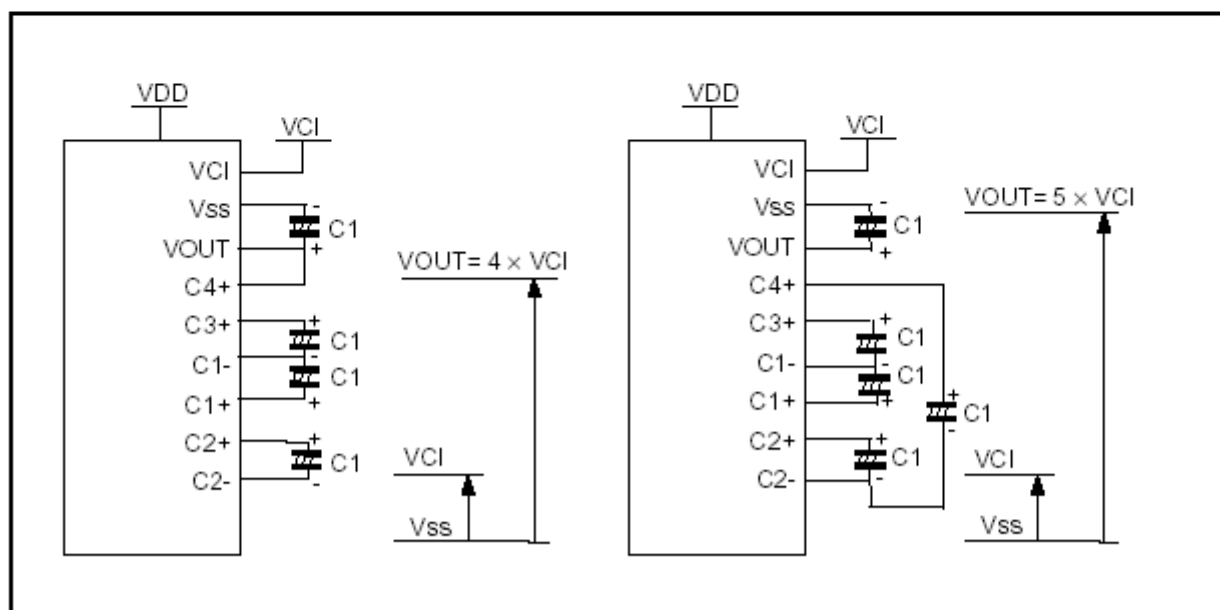 VDD
VCI
VCI
Vss
-
C1
VOUT
+
C4+
VOUT= 4 × VCI
C3+
+
C1
C1-
-
C1
C1+
+
C2+
+
C1
C2-
-
VCI
Vss
VDD
VCI
VCI
Vss
-
C1
VOUT
+
VOUT= 5 × VCI
C4+
C3+
+
C1
C1-
-
C1
C1+
+
+
C1
-
C2+
+
C1
C2-
-
VCI
Vss